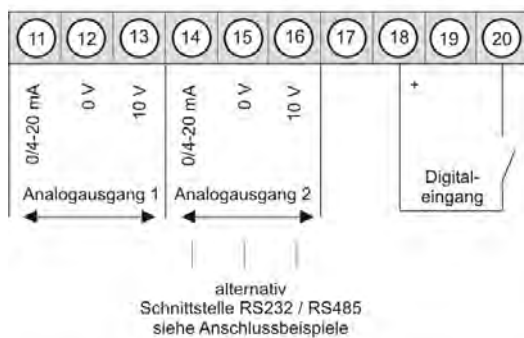 11 12 13 14 15 16 17 18 19 20
0/4-20 mA
0 V
10 V
0/4-20 mA
0 V
10 V
+
Analogausgang 1
Analogausgang 2
Digital-
eingang
alternativ
Schnittstelle RS232 / RS485
siehe Anschlussbeispiele